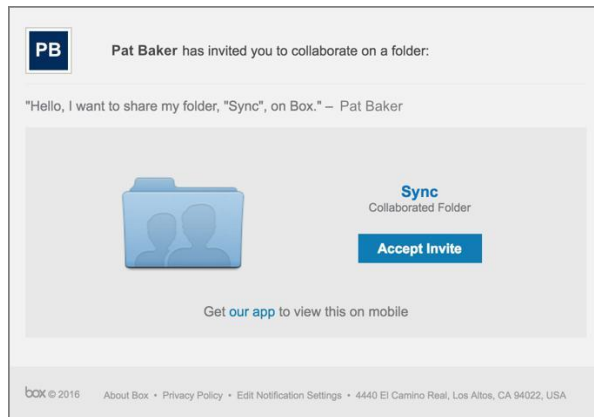 PB
Pat Baker has invited you to collaborate on a folder:
"Hello, I want to share my folder, "Sync", on Box." – Pat Baker
Sync
Collaborated Folder
Accept Invite
Get our app to view this on mobile
box © 2016 About Box • Privacy Policy • Edit Notification Settings • 4440 El Camino Real, Los Altos, CA 94022, USA